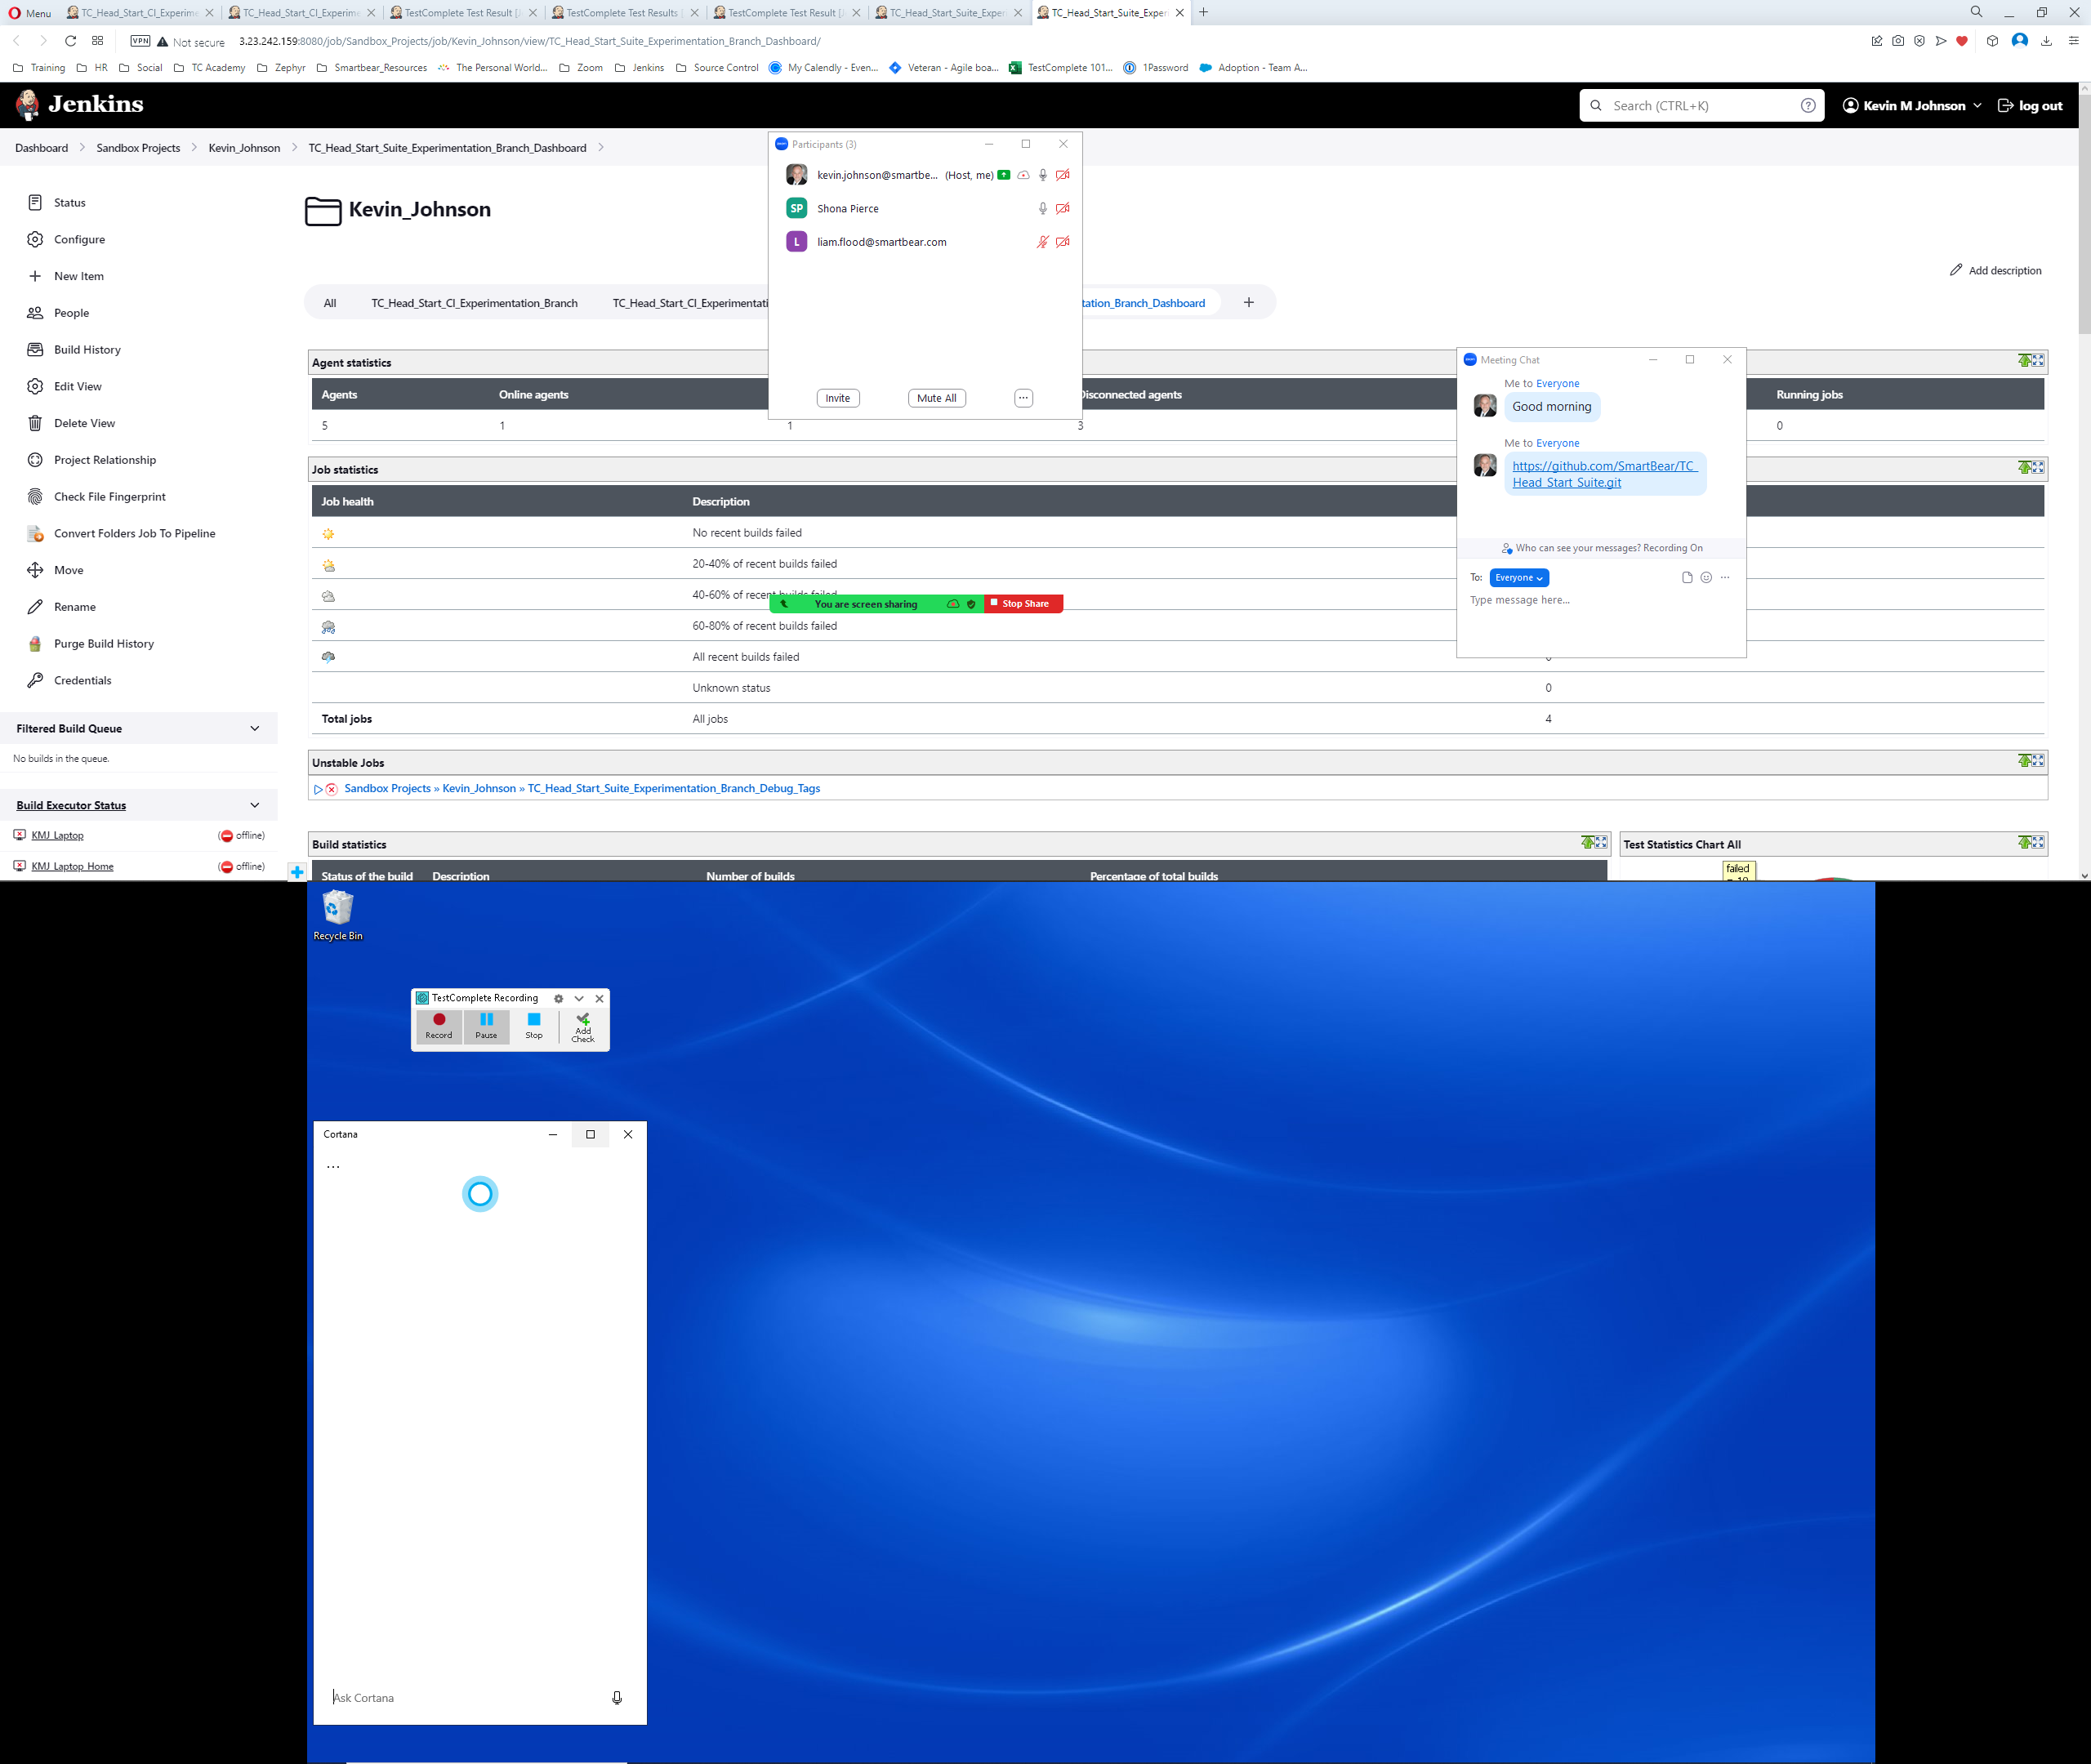 Menu
TC_Head_Start_CI_Experime
TC_Head_Start_CI_Experime
TestComplete Test Result [
TestComplete Test Results
TestComplete Test Result [
TC_Head_Start_Suite_Exper
TC_Head_Start_Suite_Exper
VPN Not secure 3.23.242.159:8080/job/Sandbox_Projects/job/Kevin_Johnson/view/TC_Head_Start_Suite_Experimentation_Branch_Dashboard/
Training HR Social TC Academy Zephyr Smartbear_Resources The Personal World... Zoom Jenkins Source Control My Calendly - Even... Veteran - Agile boa... TestComplete 101... 1Password Adoption - Team A...
Jenkins
Search (CTRL+K)
Kevin M Johnson
log out
Dashboard Sandbox Projects Kevin_Johnson TC_Head_Start_Suite_Experimentation_Branch_Dashboard
Status
Configure
New Item
People
Build History
Edit View
Delete View
Project Relationship
Check File Fingerprint
Convert Folders Job To Pipeline
Move
Rename
Purge Build History
Credentials
Filtered Build Queue
No builds in the queue.
Build Executor Status
KMJ_Laptop (offline)
KMJ_Laptop_Home (offline)
Kevin_Johnson
Add description
All TC_Head_Start_CI_Experimentation_Branch TC_Head_Start_CI_Experimentati tation_Branch_Dashboard +
Participants (3)
kevin.johnson@smartbe... (Host, me)
SP Shona Pierce
L liam.flood@smartbear.com
Invite Mute All ...
Agent statistics
Agents Online agents Disconnected agents Running jobs
5 1 1 3 0
Job statistics
Job health Description
No recent builds failed
20-40% of recent builds failed
40-60% of recent builds failed
60-80% of recent builds failed
All recent builds failed
Unknown status 0
Total jobs All jobs 4
You are screen sharing Stop Share
Meeting Chat
Me to Everyone
Good morning
Me to Everyone
https://github.com/SmartBear/TC_
Head_Start_Suite.git
Who can see your messages? Recording On
To: Everyone
Type message here...
Unstable Jobs
Sandbox Projects » Kevin_Johnson » TC_Head_Start_Suite_Experimentation_Branch_Debug_Tags
Build statistics
Status of the build Description Number of builds Percentage of total builds
Test Statistics Chart All
failed
Recycle Bin
TestComplete Recording
Record Pause Stop Add
Check
Cortana
...
Ask Cortana